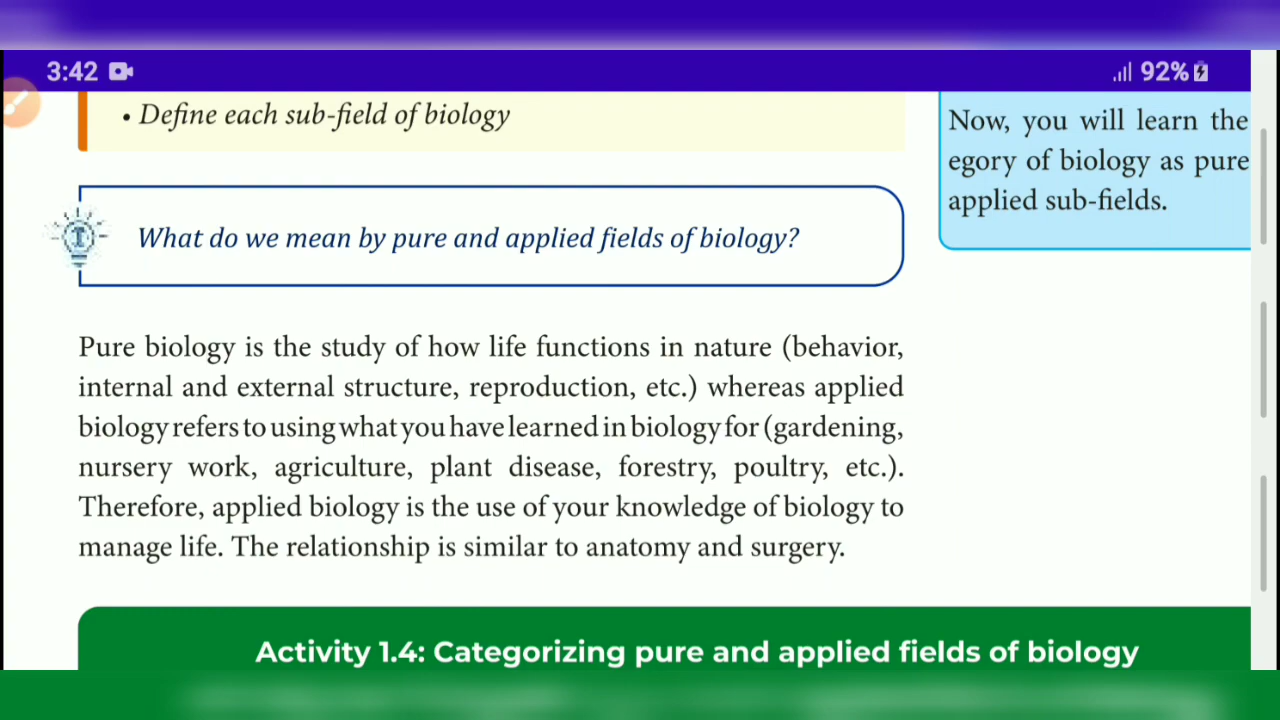 3:42
92%
• Define each sub-field of biology
Now, you will learn the
egory of biology as pure
applied sub-fields.
What do we mean by pure and applied fields of biology?
Pure biology is the study of how life functions in nature (behavior,
internal and external structure, reproduction, etc.) whereas applied
biology refers to using what you have learned in biology for (gardening,
nursery work, agriculture, plant disease, forestry, poultry, etc.).
Therefore, applied biology is the use of your knowledge of biology to
manage life. The relationship is similar to anatomy and surgery.
Activity 1.4: Categorizing pure and applied fields of biology